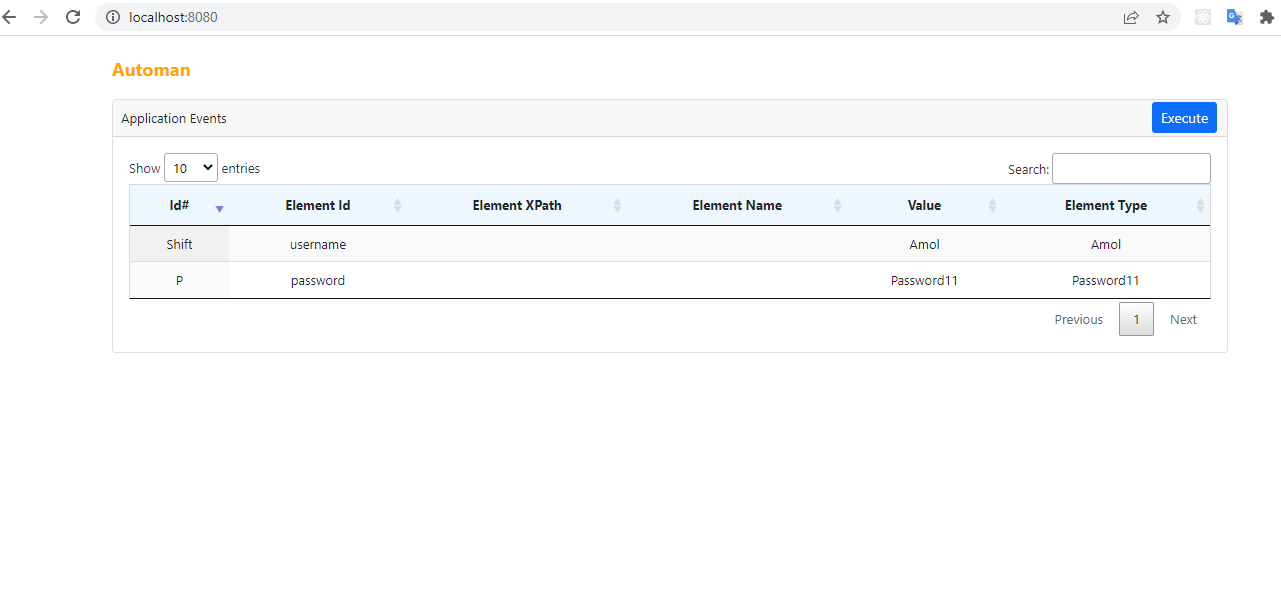 localhost:8080
Automan
Application Events Execute
Show 10 entries Search:
Id# Element Id Element XPath Element Name Value Element Type
Shift username Amol Amol
P password Password11 Password11
Previous 1 Next